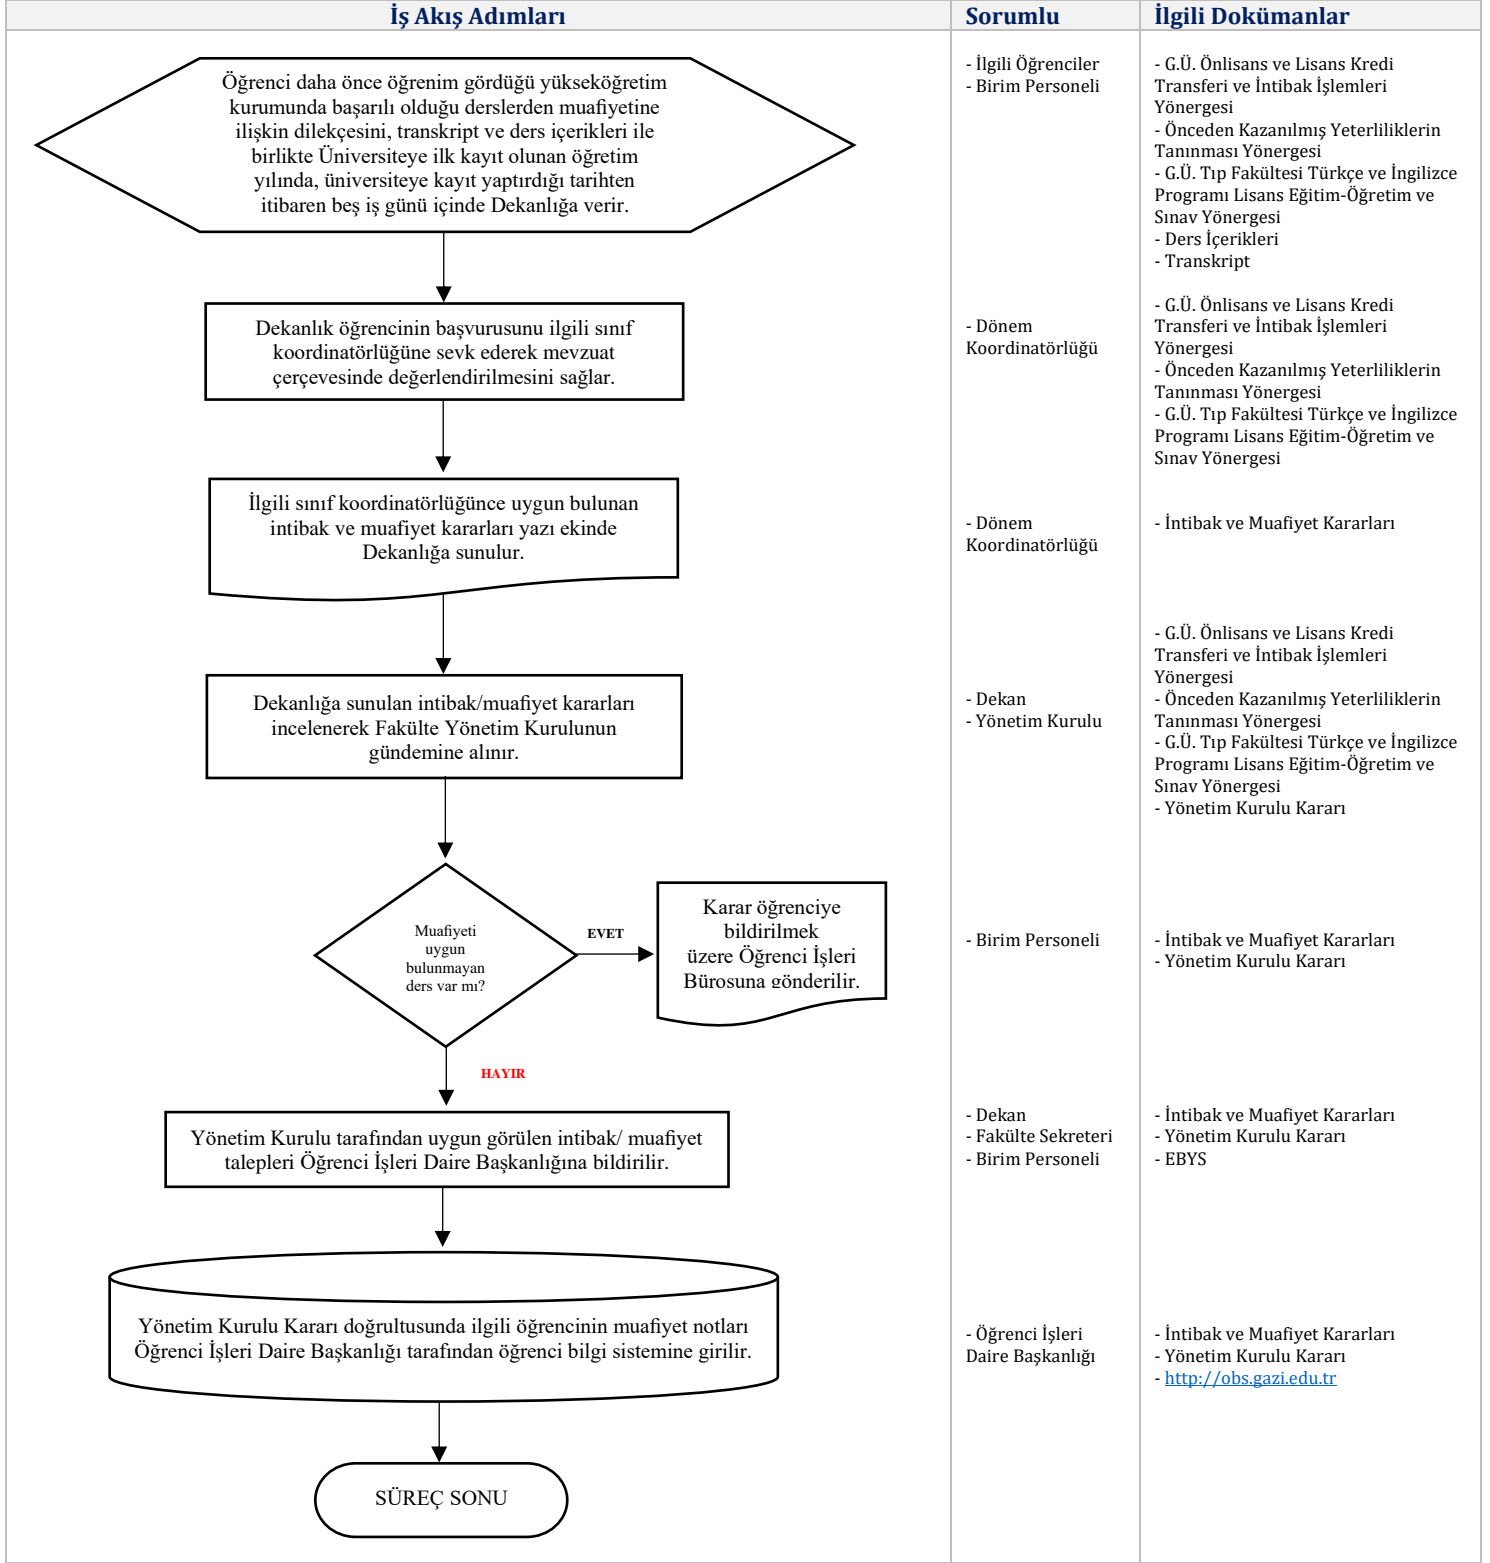 İş Akış Adımları
Sorumlu
İlgili Dokümanlar
Öğrenci daha önce öğrenim gördüğü yükseköğretim
kurumunda başarılı olduğu derslerden muafiyetine
ilişkin dilekçesini, transkript ve ders içerikleri ile
birlikte Üniversiteye ilk kayıt olunan öğretim
yılında, üniversiteye kayıt yaptırdığı tarihten
itibaren beş iş günü içinde Dekanlığa verir.
- İlgili Öğrenciler
- Birim Personeli
- G.Ü. Önlisans ve Lisans Kredi
Transferi ve İntibak İşlemleri
Yönergesi
- Önceden Kazanılmış Yeterliliklerin
Tanınması Yönergesi
- G.Ü. Tıp Fakültesi Türkçe ve İngilizce
Programı Lisans Eğitim-Öğretim ve
Sınav Yönergesi
- Ders İçerikleri
- Transkript
Dekanlık öğrencinin başvurusunu ilgili sınıf
koordinatörlüğüne sevk ederek mevzuat
çerçevesinde değerlendirilmesini sağlar.
- Dönem
Koordinatörlüğü
- G.Ü. Önlisans ve Lisans Kredi
Transferi ve İntibak İşlemleri
Yönergesi
- Önceden Kazanılmış Yeterliliklerin
Tanınması Yönergesi
- G.Ü. Tıp Fakültesi Türkçe ve İngilizce
Programı Lisans Eğitim-Öğretim ve
Sınav Yönergesi
İlgili sınıf koordinatörlüğünce uygun bulunan
intibak ve muafiyet kararları yazı ekinde
Dekanlığa sunulur.
- Dönem
Koordinatörlüğü
- İntibak ve Muafiyet Kararları
Dekanlığa sunulan intibak/muafiyet kararları
incelenerek Fakülte Yönetim Kurulunun
gündemine alınır.
- Dekan
- Yönetim Kurulu
- G.Ü. Önlisans ve Lisans Kredi
Transferi ve İntibak İşlemleri
Yönergesi
- Önceden Kazanılmış Yeterliliklerin
Tanınması Yönergesi
- G.Ü. Tıp Fakültesi Türkçe ve İngilizce
Programı Lisans Eğitim-Öğretim ve
Sınav Yönergesi
- Yönetim Kurulu Kararı
Muafiyeti
uygun
bulunmayan
ders var mı?
EVET
Karar öğrenciye
bildirilmek
üzere Öğrenci İşleri
Bürosuna gönderilir.
- Birim Personeli
- İntibak ve Muafiyet Kararları
- Yönetim Kurulu Kararı
HAYIR
Yönetim Kurulu tarafından uygun görülen intibak/ muafiyet
talepleri Öğrenci İşleri Daire Başkanlığına bildirilir.
- Dekan
- Fakülte Sekreteri
- Birim Personeli
- İntibak ve Muafiyet Kararları
- Yönetim Kurulu Kararı
- EBYS
Yönetim Kurulu Kararı doğrultusunda ilgili öğrencinin muafiyet notları
Öğrenci İşleri Daire Başkanlığı tarafından öğrenci bilgi sistemine girilir.
- Öğrenci İşleri
Daire Başkanlığı
- İntibak ve Muafiyet Kararları
- Yönetim Kurulu Kararı
- http://obs.gazi.edu.tr
SÜREÇ SONU